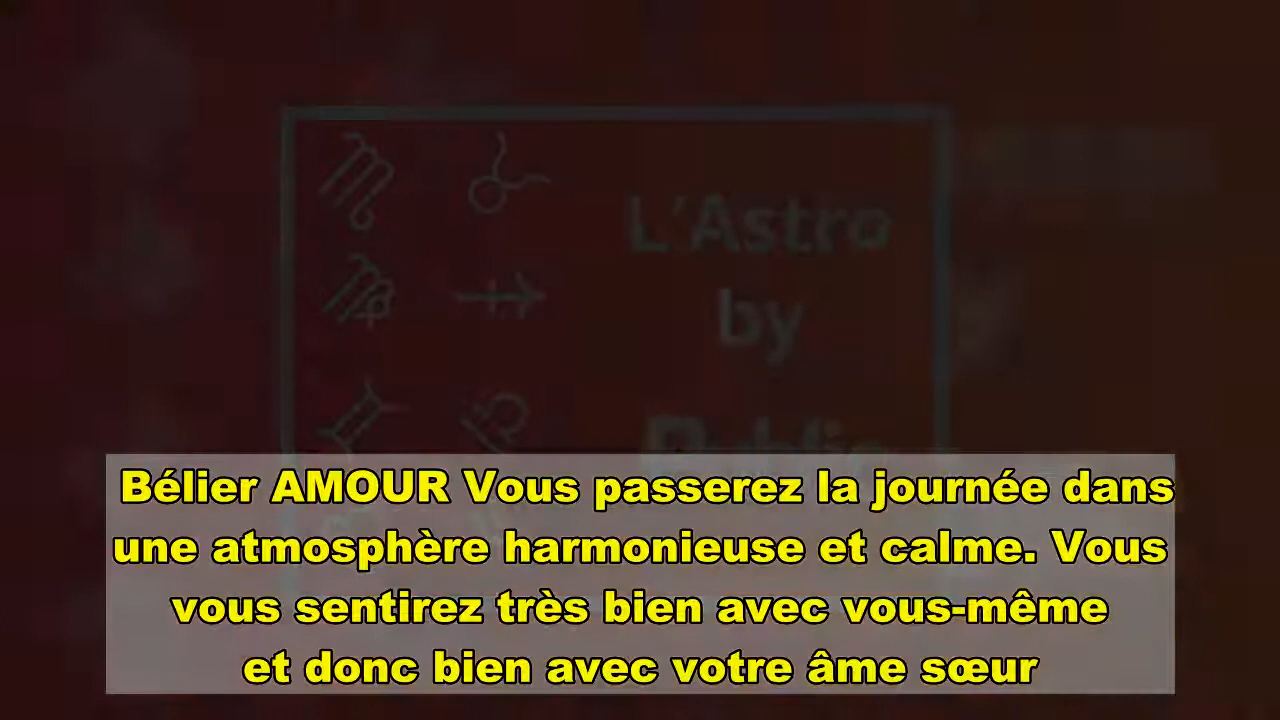 L'Astro
by
Public
Bélier AMOUR Vous passerez la journée dans
une atmosphère harmonieuse et calme. Vous
vous sentirez très bien avec vous-même
et donc bien avec votre âme sœur